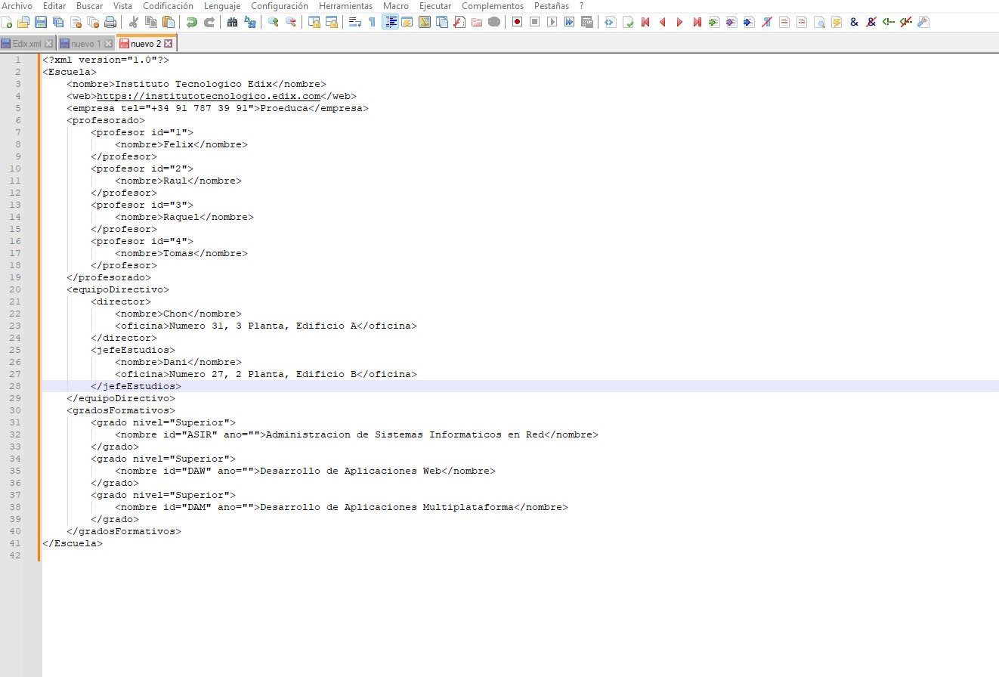 Archivo Editar Buscar Vista Codificación Lenguaje Configuración Herramientas Macro Ejecutar Complementos Pestañas ?
Edix.xml nuevo 1 nuevo 2
1 <?xml version="1.0"?>
2 <Escuela>
3 <nombre>Instituto Tecnologico Edix</nombre>
4 <web>https://institutotecnologico.edix.com</web>
5 <empresa tel="+34 91 787 39 91">Proeduca</empresa>
6 <profesorado>
7 <profesor id="1">
8 <nombre>Felix</nombre>
9 </profesor>
10 <profesor id="2">
11 <nombre>Raul</nombre>
12 </profesor>
13 <profesor id="3">
14 <nombre>Raquel</nombre>
15 </profesor>
16 <profesor id="4">
17 <nombre>Tomas</nombre>
18 </profesor>
19 </profesorado>
20 <equipoDirectivo>
21 <director>
22 <nombre>Chon</nombre>
23 <oficina>Numero 31, 3 Planta, Edificio A</oficina>
24 </director>
25 <jefeEstudios>
26 <nombre>Dani</nombre>
27 <oficina>Numero 27, 2 Planta, Edificio B</oficina>
28 </jefeEstudios>
29 </equipoDirectivo>
30 <gradosFormativos>
31 <grado nivel="Superior">
32 <nombre id="ASIR" ano="">Administracion de Sistemas Informaticos en Red</nombre>
33 </grado>
34 <grado nivel="Superior">
35 <nombre id="DAW" ano="">Desarrollo de Aplicaciones Web</nombre>
36 </grado>
37 <grado nivel="Superior">
38 <nombre id="DAM" ano="">Desarrollo de Aplicaciones Multiplataforma</nombre>
39 </grado>
40 </gradosFormativos>
41 </Escuela>
42